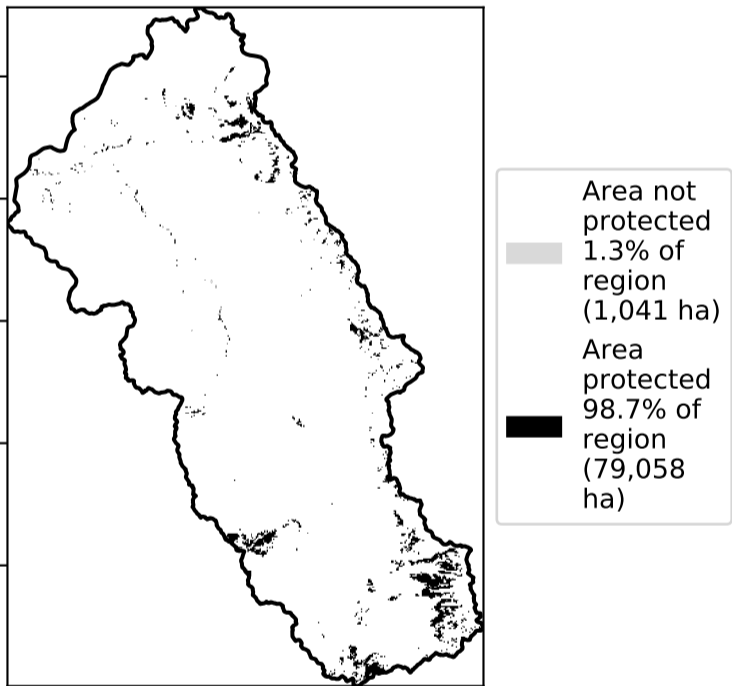 Area not
protected
1.3% of
region
(1,041 ha)
Area
protected
98.7% of
region
(79,058
ha)